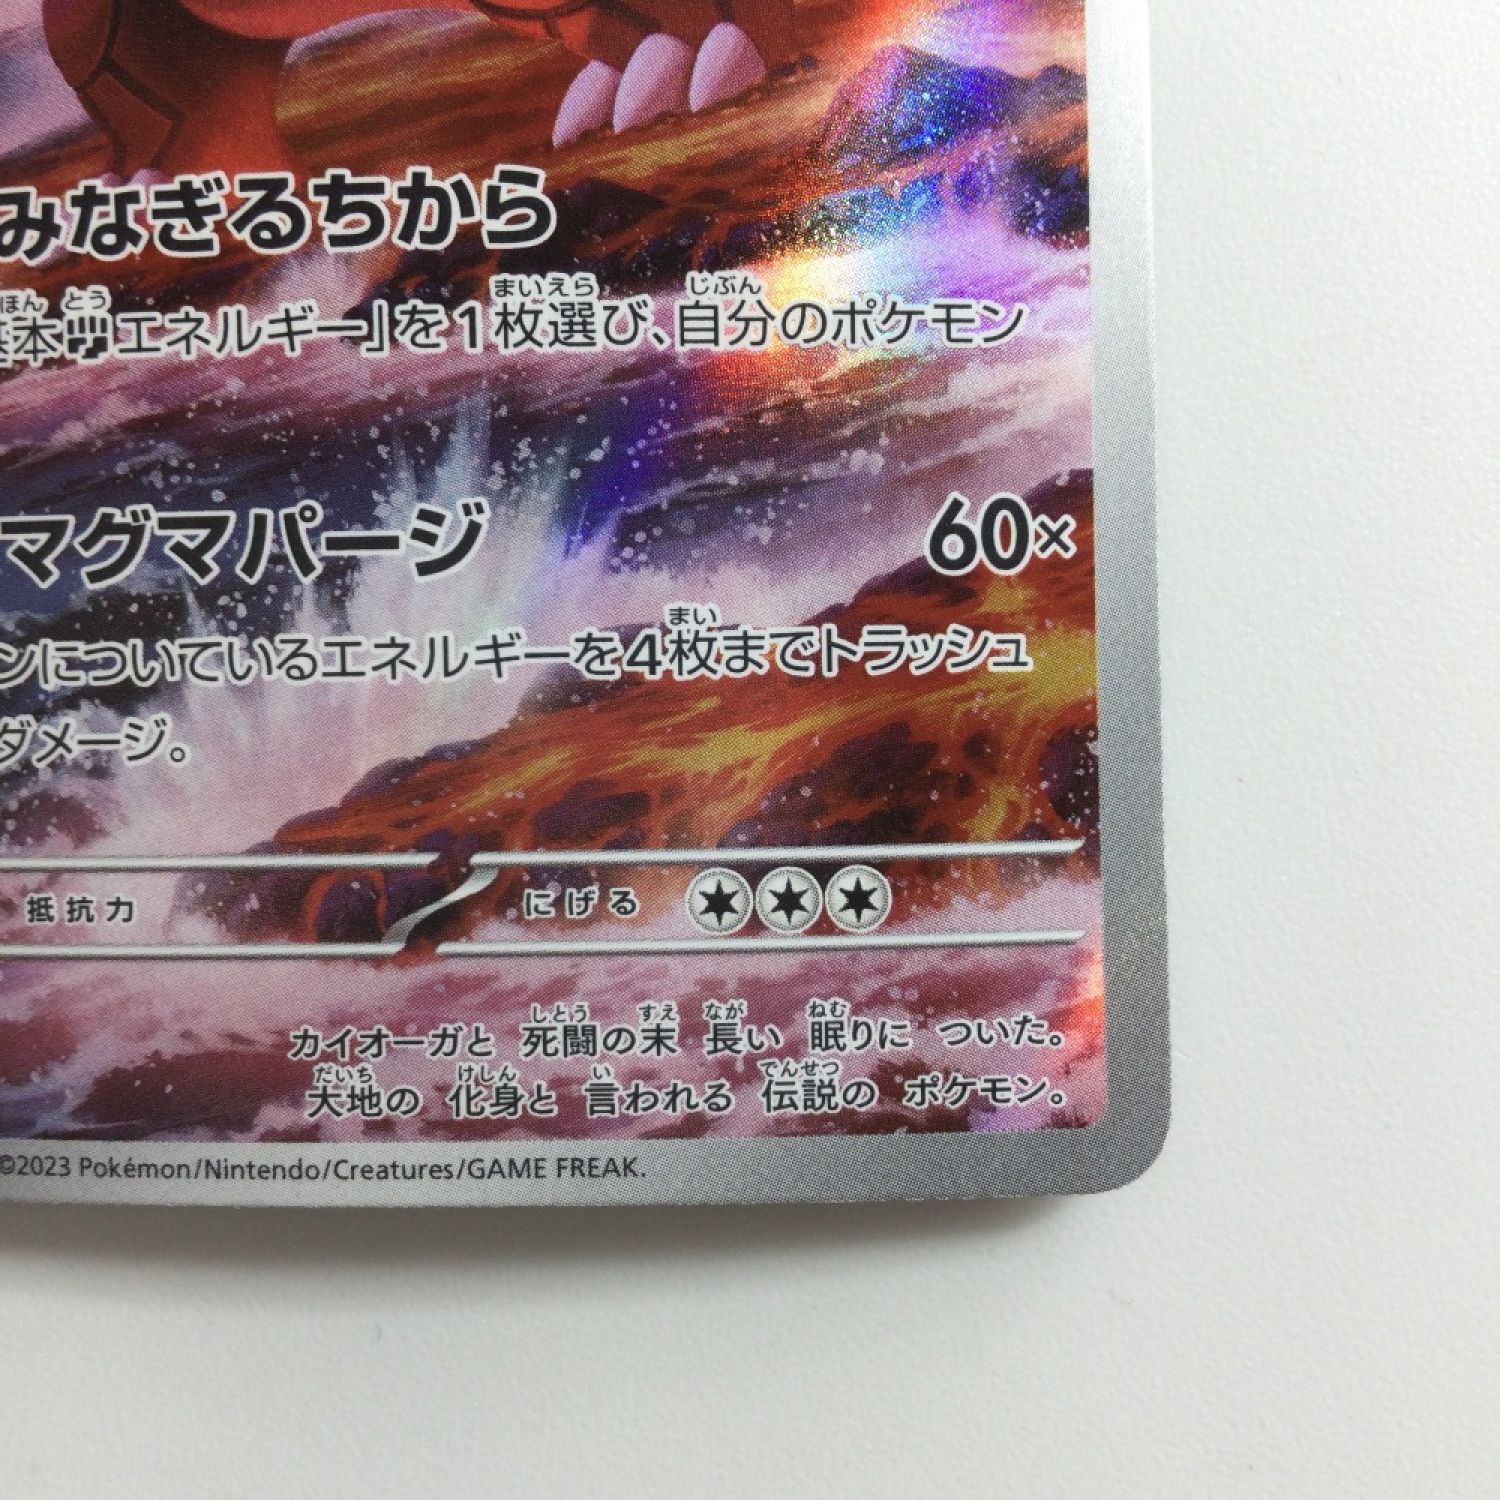 みなぎるちから
本闘エネルギー」を1枚選び、自分のポケモン
マグマパージ 60×
ンについているエネルギーを4枚までトラッシュ
ダメージ。
抵抗力 にげる
カイオーガと 死闘の末 長い 眠りに ついた。
大地の 化身と 言われる 伝説の ポケモン。
©2023 Pokémon/Nintendo/Creatures/GAME FREAK.